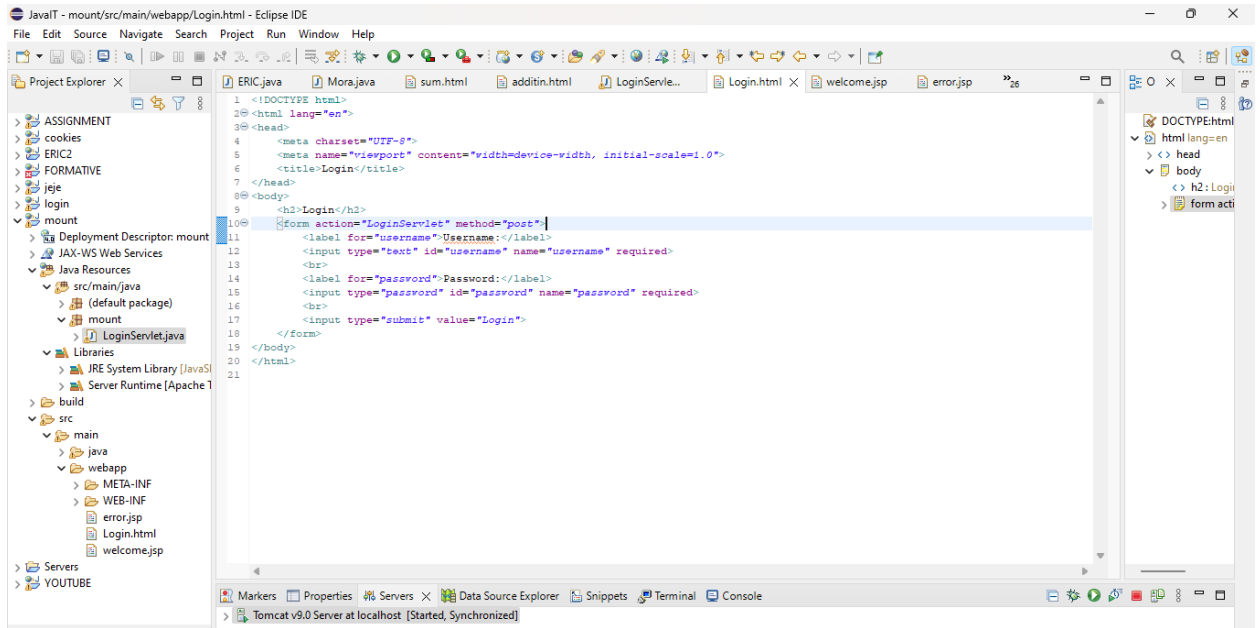 JavaIT - mount/src/main/webapp/Login.html - Eclipse IDE
File Edit Source Navigate Search Project Run Window Help
Project Explorer
ERIC.java Mora.java sum.html additin.html LoginServle... Login.html welcome.jsp error.jsp »26
O
ASSIGNMENT
cookies
ERIC2
FORMATIVE
jeje
login
mount
Deployment Descriptor: mount
JAX-WS Web Services
Java Resources
src/main/java
(default package)
mount
LoginServlet.java
Libraries
JRE System Library [JavaS
Server Runtime [Apache T
build
src
main
java
webapp
META-INF
WEB-INF
error.jsp
Login.html
welcome.jsp
Servers
YOUTUBE
1 <!DOCTYPE html>
2 <html lang="en">
3 <head>
4 <meta charset="UTF-8">
5 <meta name="viewport" content="width=device-width, initial-scale=1.0">
6 <title>Login</title>
7 </head>
8 <body>
9 <h2>Login</h2>
10 <form action="LoginServlet" method="post">
11 <label for="username">Username:</label>
12 <input type="text" id="username" name="username" required>
13 <br>
14 <label for="password">Password:</label>
15 <input type="password" id="password" name="password" required>
16 <br>
17 <input type="submit" value="Login">
18 </form>
19 </body>
20 </html>
21
DOCTYPE:html
html lang=en
head
body
h2 : Logi
form acti
Markers Properties Servers Data Source Explorer Snippets Terminal Console
Tomcat v9.0 Server at localhost [Started, Synchronized]